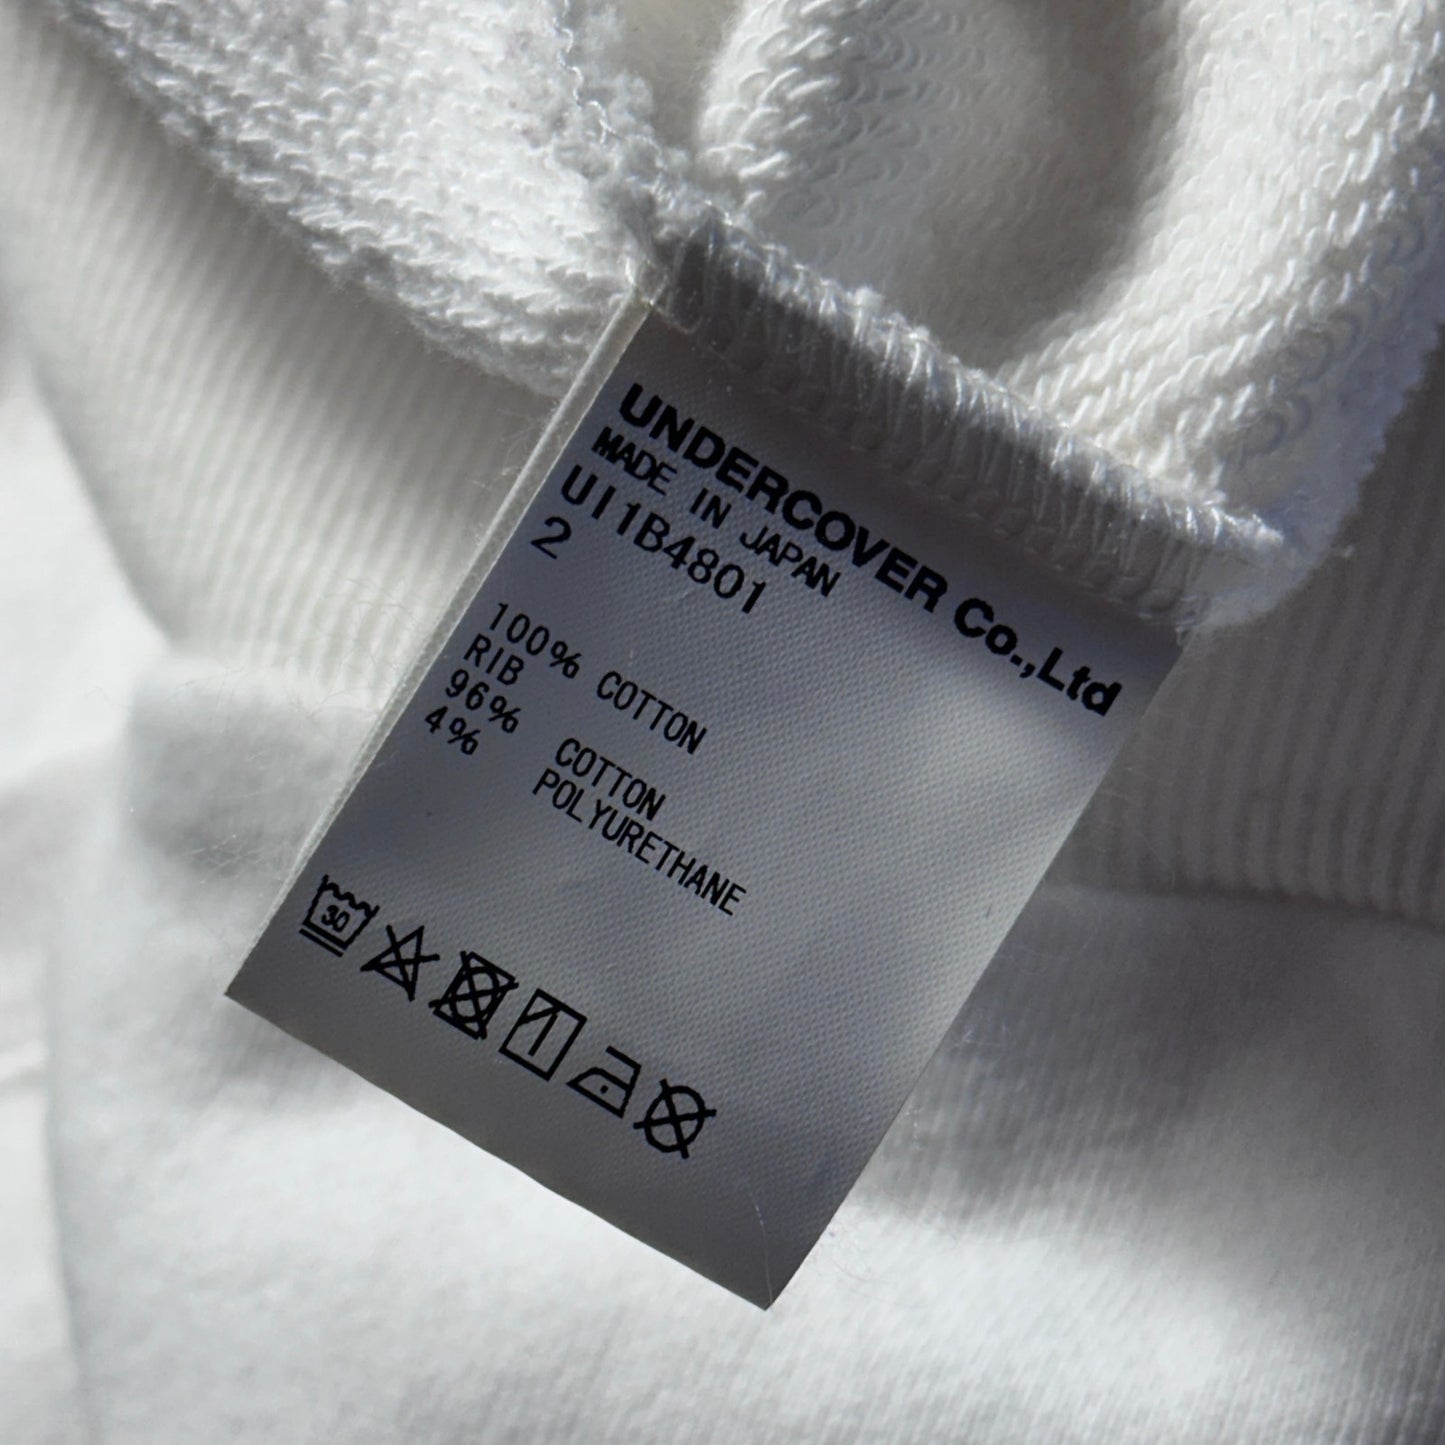 UNDERCOVER Co.,Ltd
MADE IN JAPAN
UI1B4801
2
100% COTTON
RIB
96% COTTON
4% POLYURETHANE
30